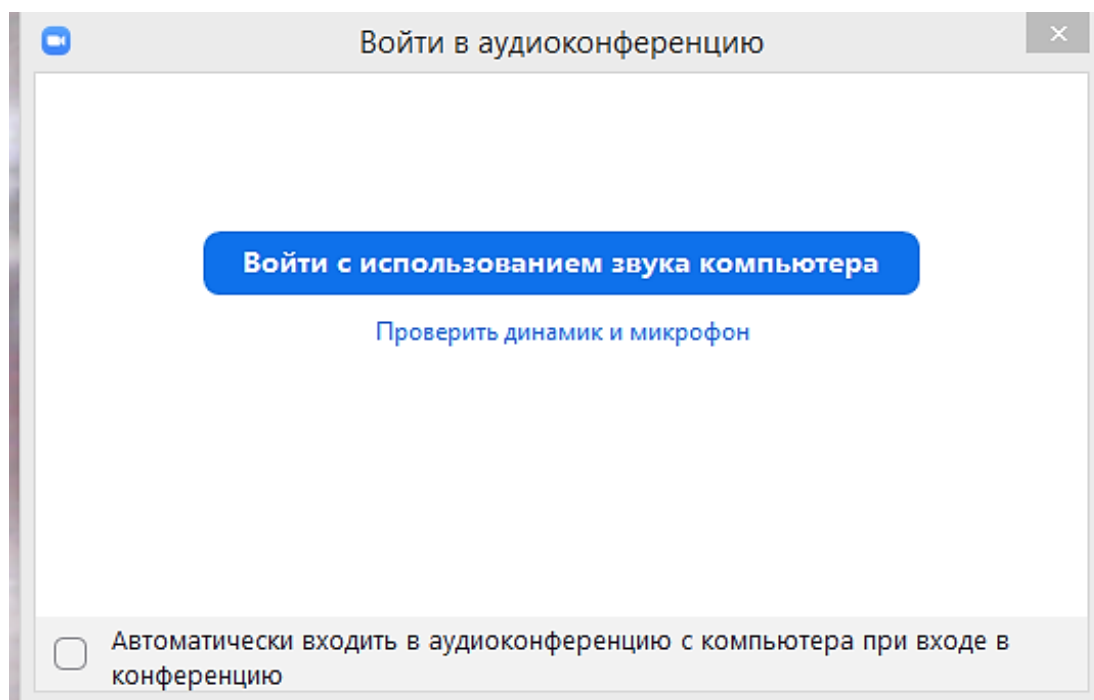 Войти в аудиоконференцию
Войти с использованием звука компьютера
Проверить динамик и микрофон
Автоматически входить в аудиоконференцию с компьютера при входе в
конференцию